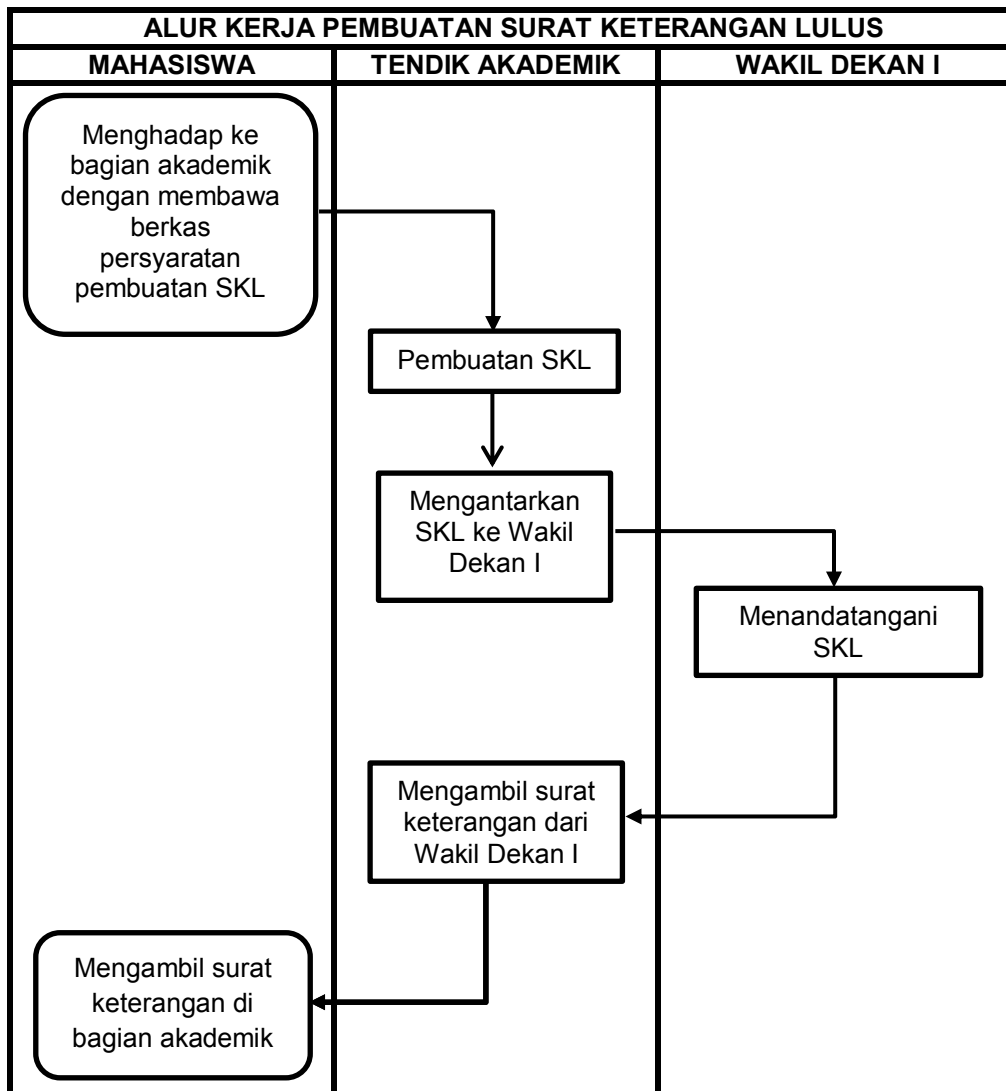 ALUR KERJA PEMBUATAN SURAT KETERANGAN LULUS
MAHASISWA
TENDIK AKADEMIK
WAKIL DEKAN I
Menghadap ke
bagian akademik
dengan membawa
berkas
persyaratan
pembuatan SKL
Pembuatan SKL
Mengantarkan
SKL ke Wakil
Dekan I
Menandatangani
SKL
Mengambil surat
keterangan dari
Wakil Dekan I
Mengambil surat
keterangan di
bagian akademik